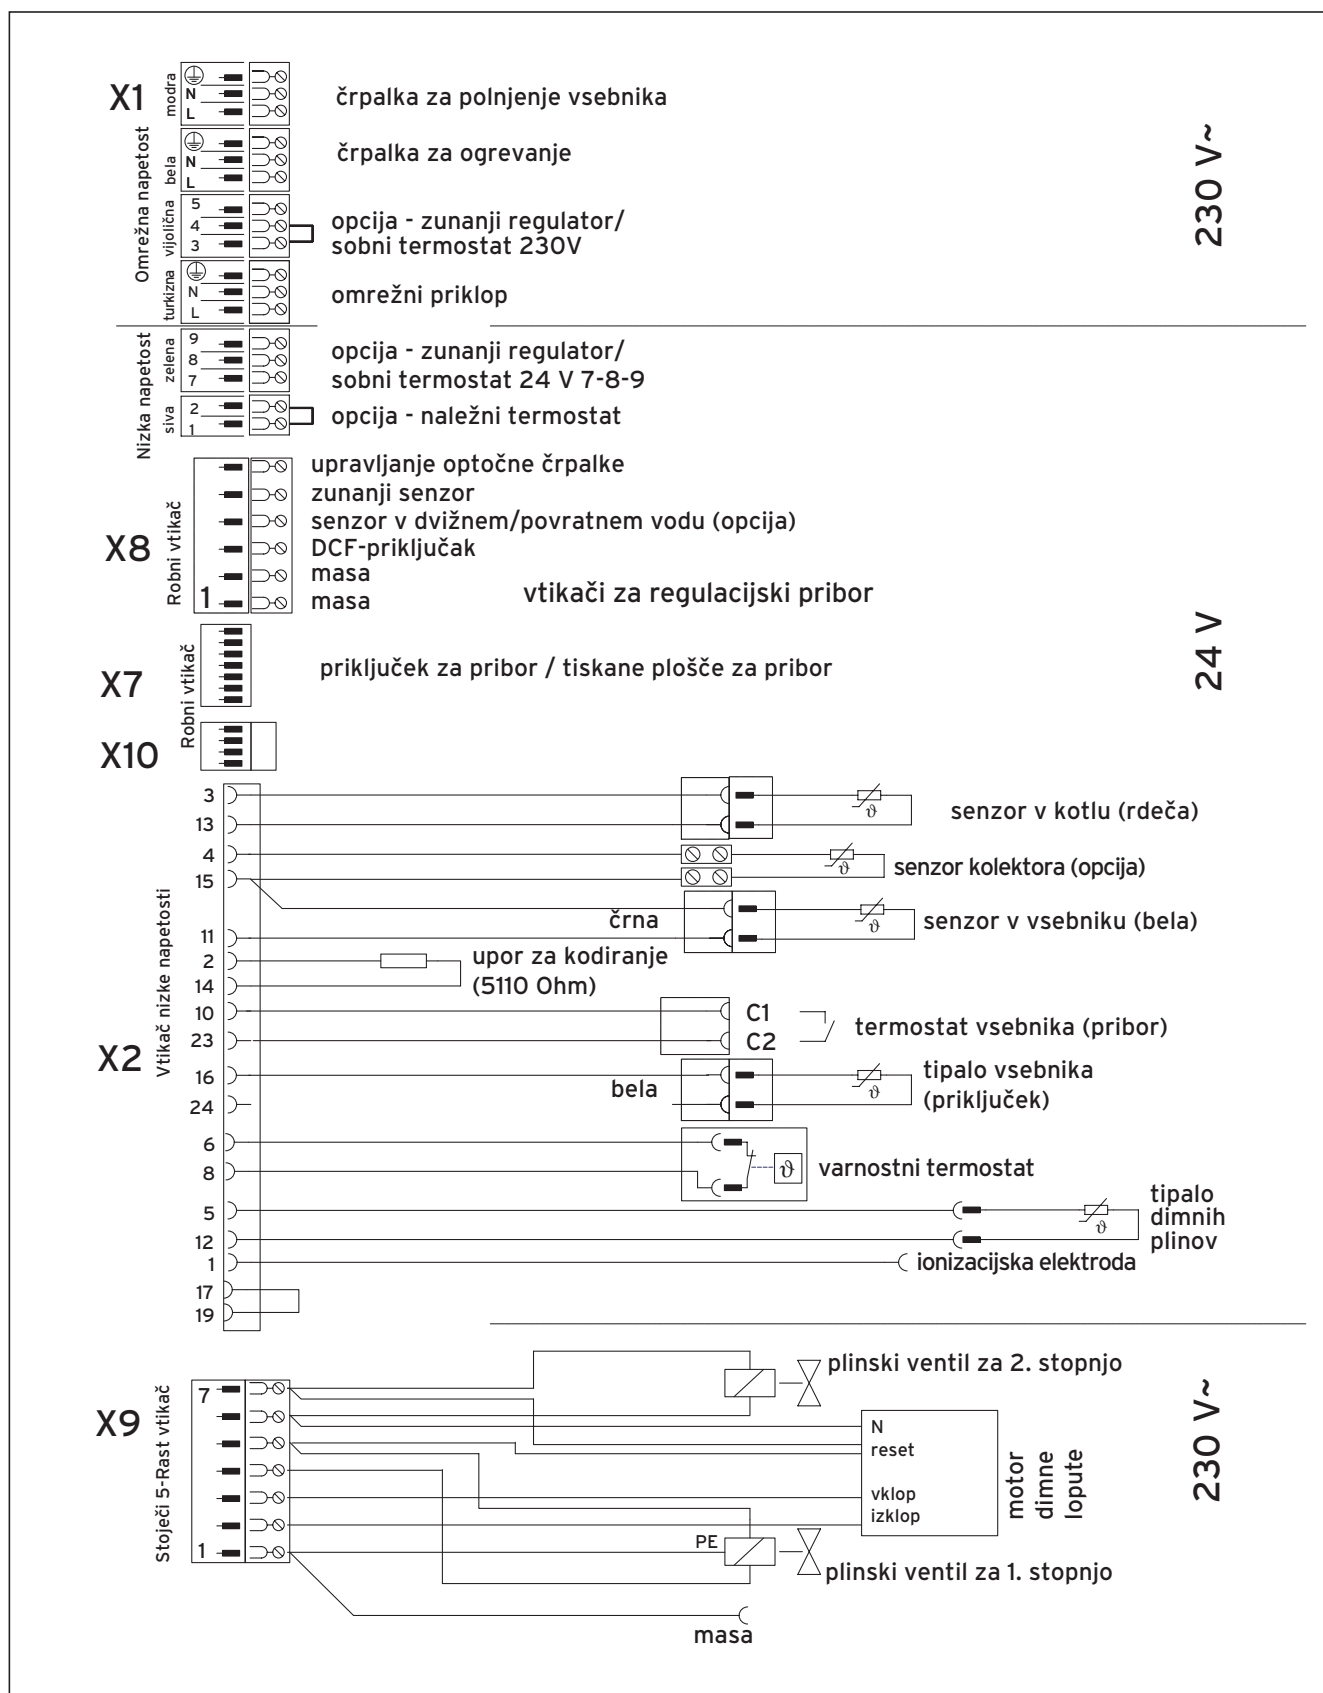 X1
Omrežna napetost
modra
N
L
črpalka za polnjenje vsebnika
bela
N
L
črpalka za ogrevanje
vijolična
5
4
3
opcija - zunanji regulator/
sobni termostat 230V
turkizna
N
L
omrežni priklop
230 V~
Nizka napetost
zelena
9
8
7
opcija - zunanji regulator/
sobni termostat 24 V 7-8-9
siva
2
1
opcija - naležni termostat
X8
Robni vtikač
1
upravljanje optočne črpalke
zunanji senzor
senzor v dvižnem/povratnem vodu (opcija)
DCF-priključak
masa
masa
vtikači za regulacijski pribor
24 V
X7
Robni vtikač
priključek za pribor / tiskane plošče za pribor
X10
X2
Vtikač nizke napetosti
3
13
ϑ
senzor v kotlu (rdeča)
4
15
ϑ
senzor kolektora (opcija)
črna
11
ϑ
senzor v vsebniku (bela)
2
14
upor za kodiranje
(5110 Ohm)
10
23
C1
C2
termostat vsebnika (pribor)
16
24
bela
ϑ
tipalo vsebnika
(priključek)
6
8
ϑ
varnostni termostat
5
12
ϑ
tipalo
dimnih
plinov
1
ionizacijska elektroda
17
19
X9
Stoječi 5-Rast vtikač
7
1
plinski ventil za 2. stopnjo
N
reset
vklop
izklop
motor
dimne
lopute
PE
plinski ventil za 1. stopnjo
masa
230 V~